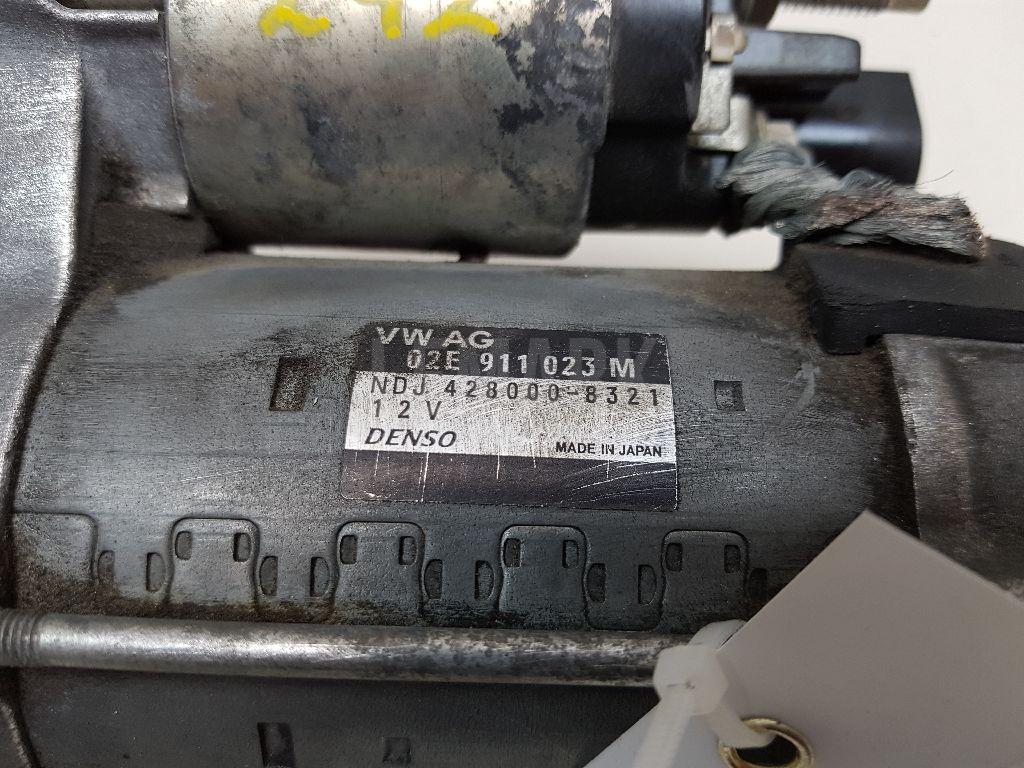 VW AG
02E 911 023 M
NDJ 428000-8321
12V
DENSO
MADE IN JAPAN